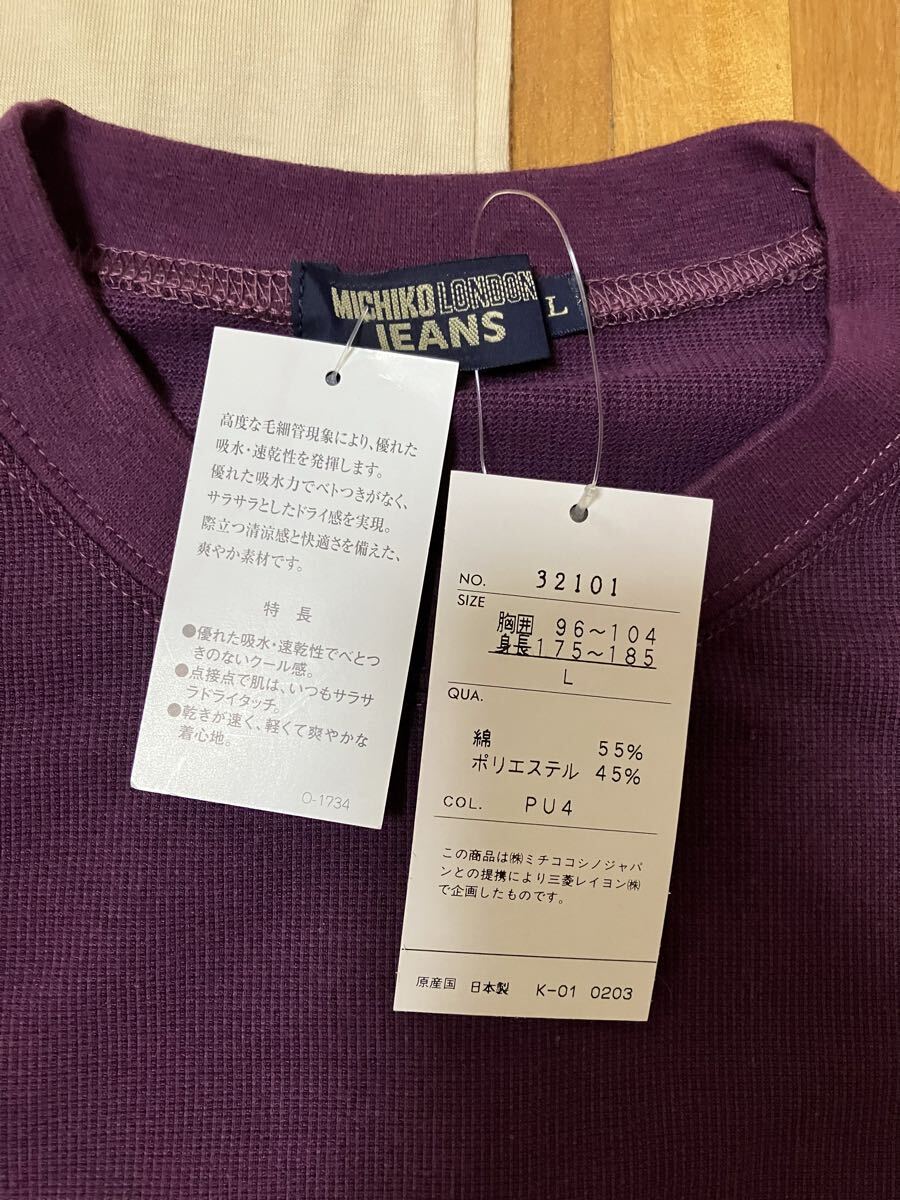 MICHIKO LONDON
JEANS
L
高度な毛細管現象により、優れた
吸水・速乾性を発揮します。
優れた吸水力でベトつきがなく、
サラサラとしたドライ感を実現。
際立つ清涼感と快適さを備えた、
爽やか素材です。
特長
●優れた吸水・速乾性でべとつ
きのないクール感。
●点接点で肌は、いつもサラサ
ラドライタッチ。
●乾きが速く、軽くて爽やかな
着心地。
O-1734
NO. 32101
SIZE
胸囲 96~104
身長175~185
L
QUA.
綿 55%
ポリエステル 45%
COL. PU4
この商品は㈱ミチココシノジャパ
ンとの提携により三菱レイヨン㈱
で企画したものです。
原産国 日本製 K-01 0203